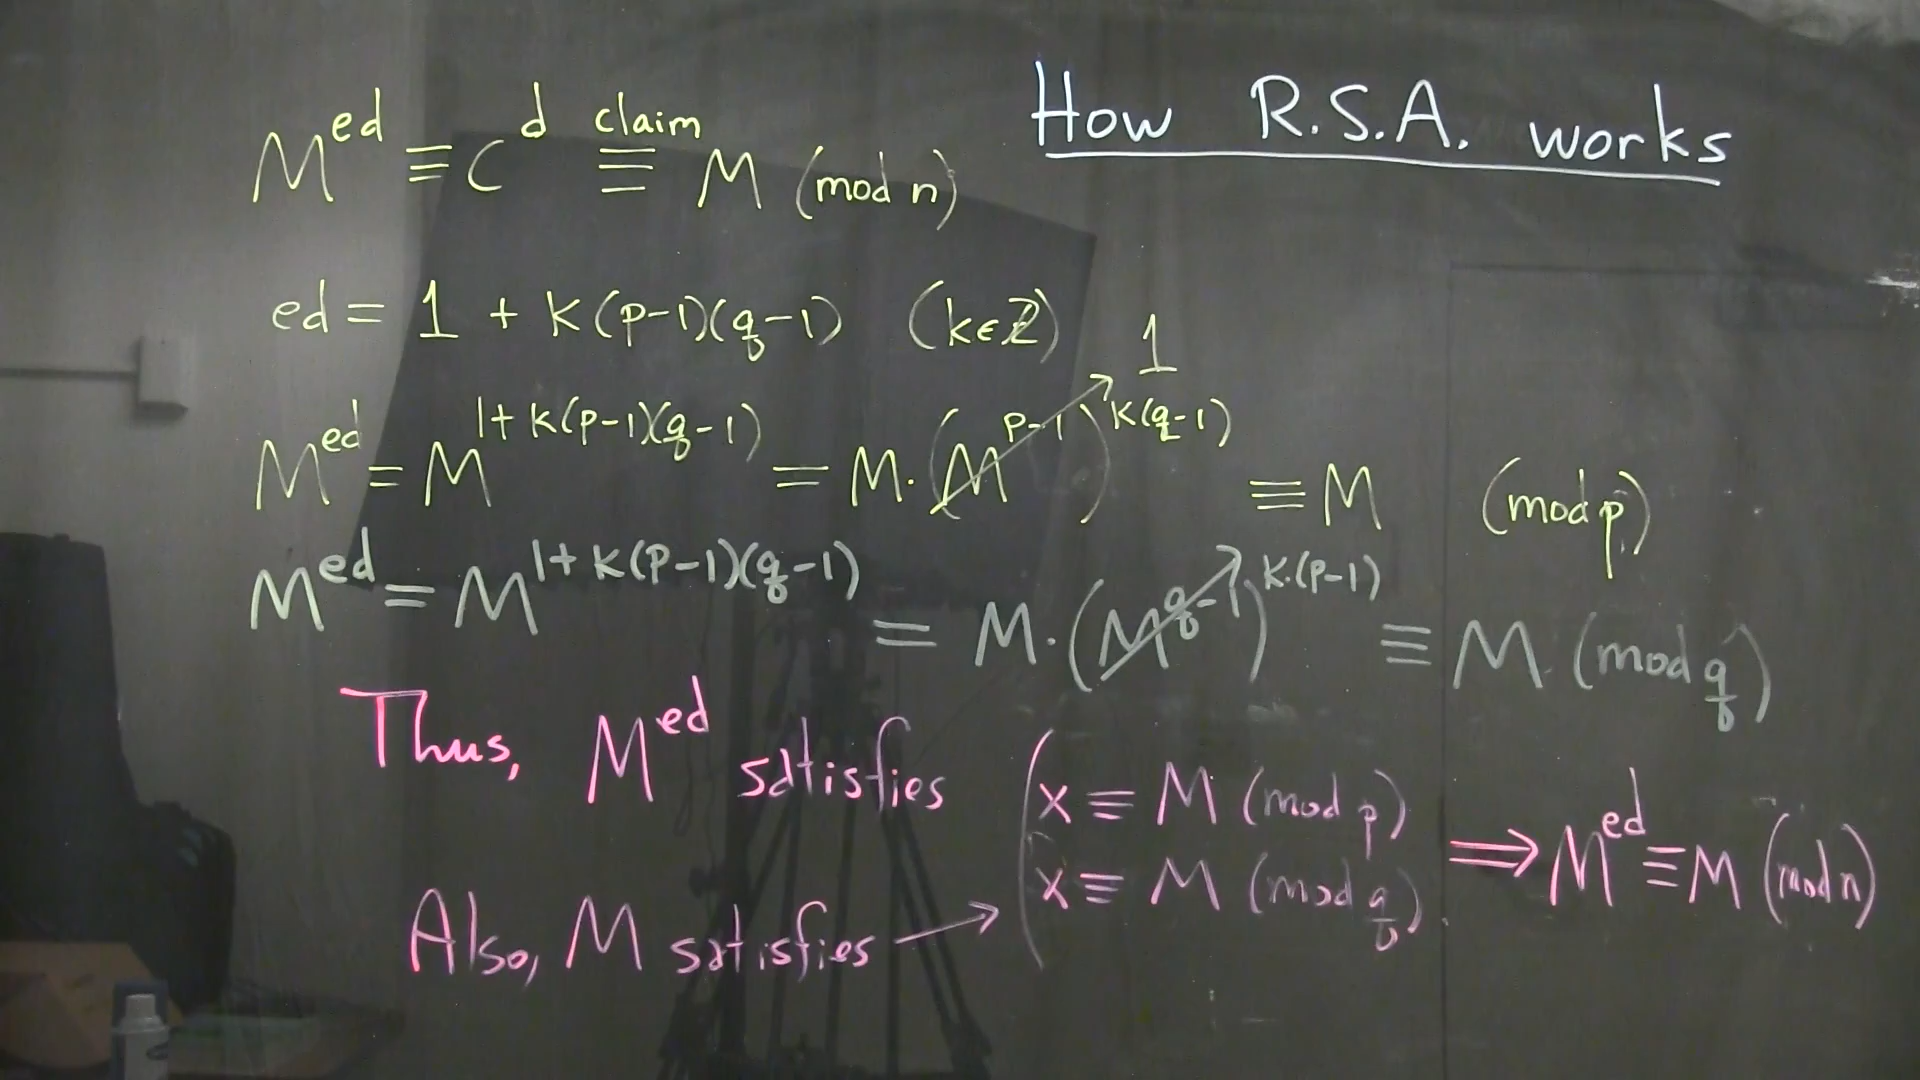 How R.S.A. works
M^ed ≡ C^d claim ≡ M (mod n)
ed = 1 + k(p-1)(q-1) (k∈ℤ)
M^ed = M^(1+k(p-1)(q-1)) = M·(M^(p-1))^(k(q-1)) ≡ M (mod p)
1
M^ed = M^(1+k(p-1)(q-1)) = M·(M^(q-1))^(k·(p-1)) ≡ M (mod q)
Thus, M^ed satisfies x ≡ M (mod p)
x ≡ M (mod q) ⟹ M^ed ≡ M (mod n)
Also, M satisfies →